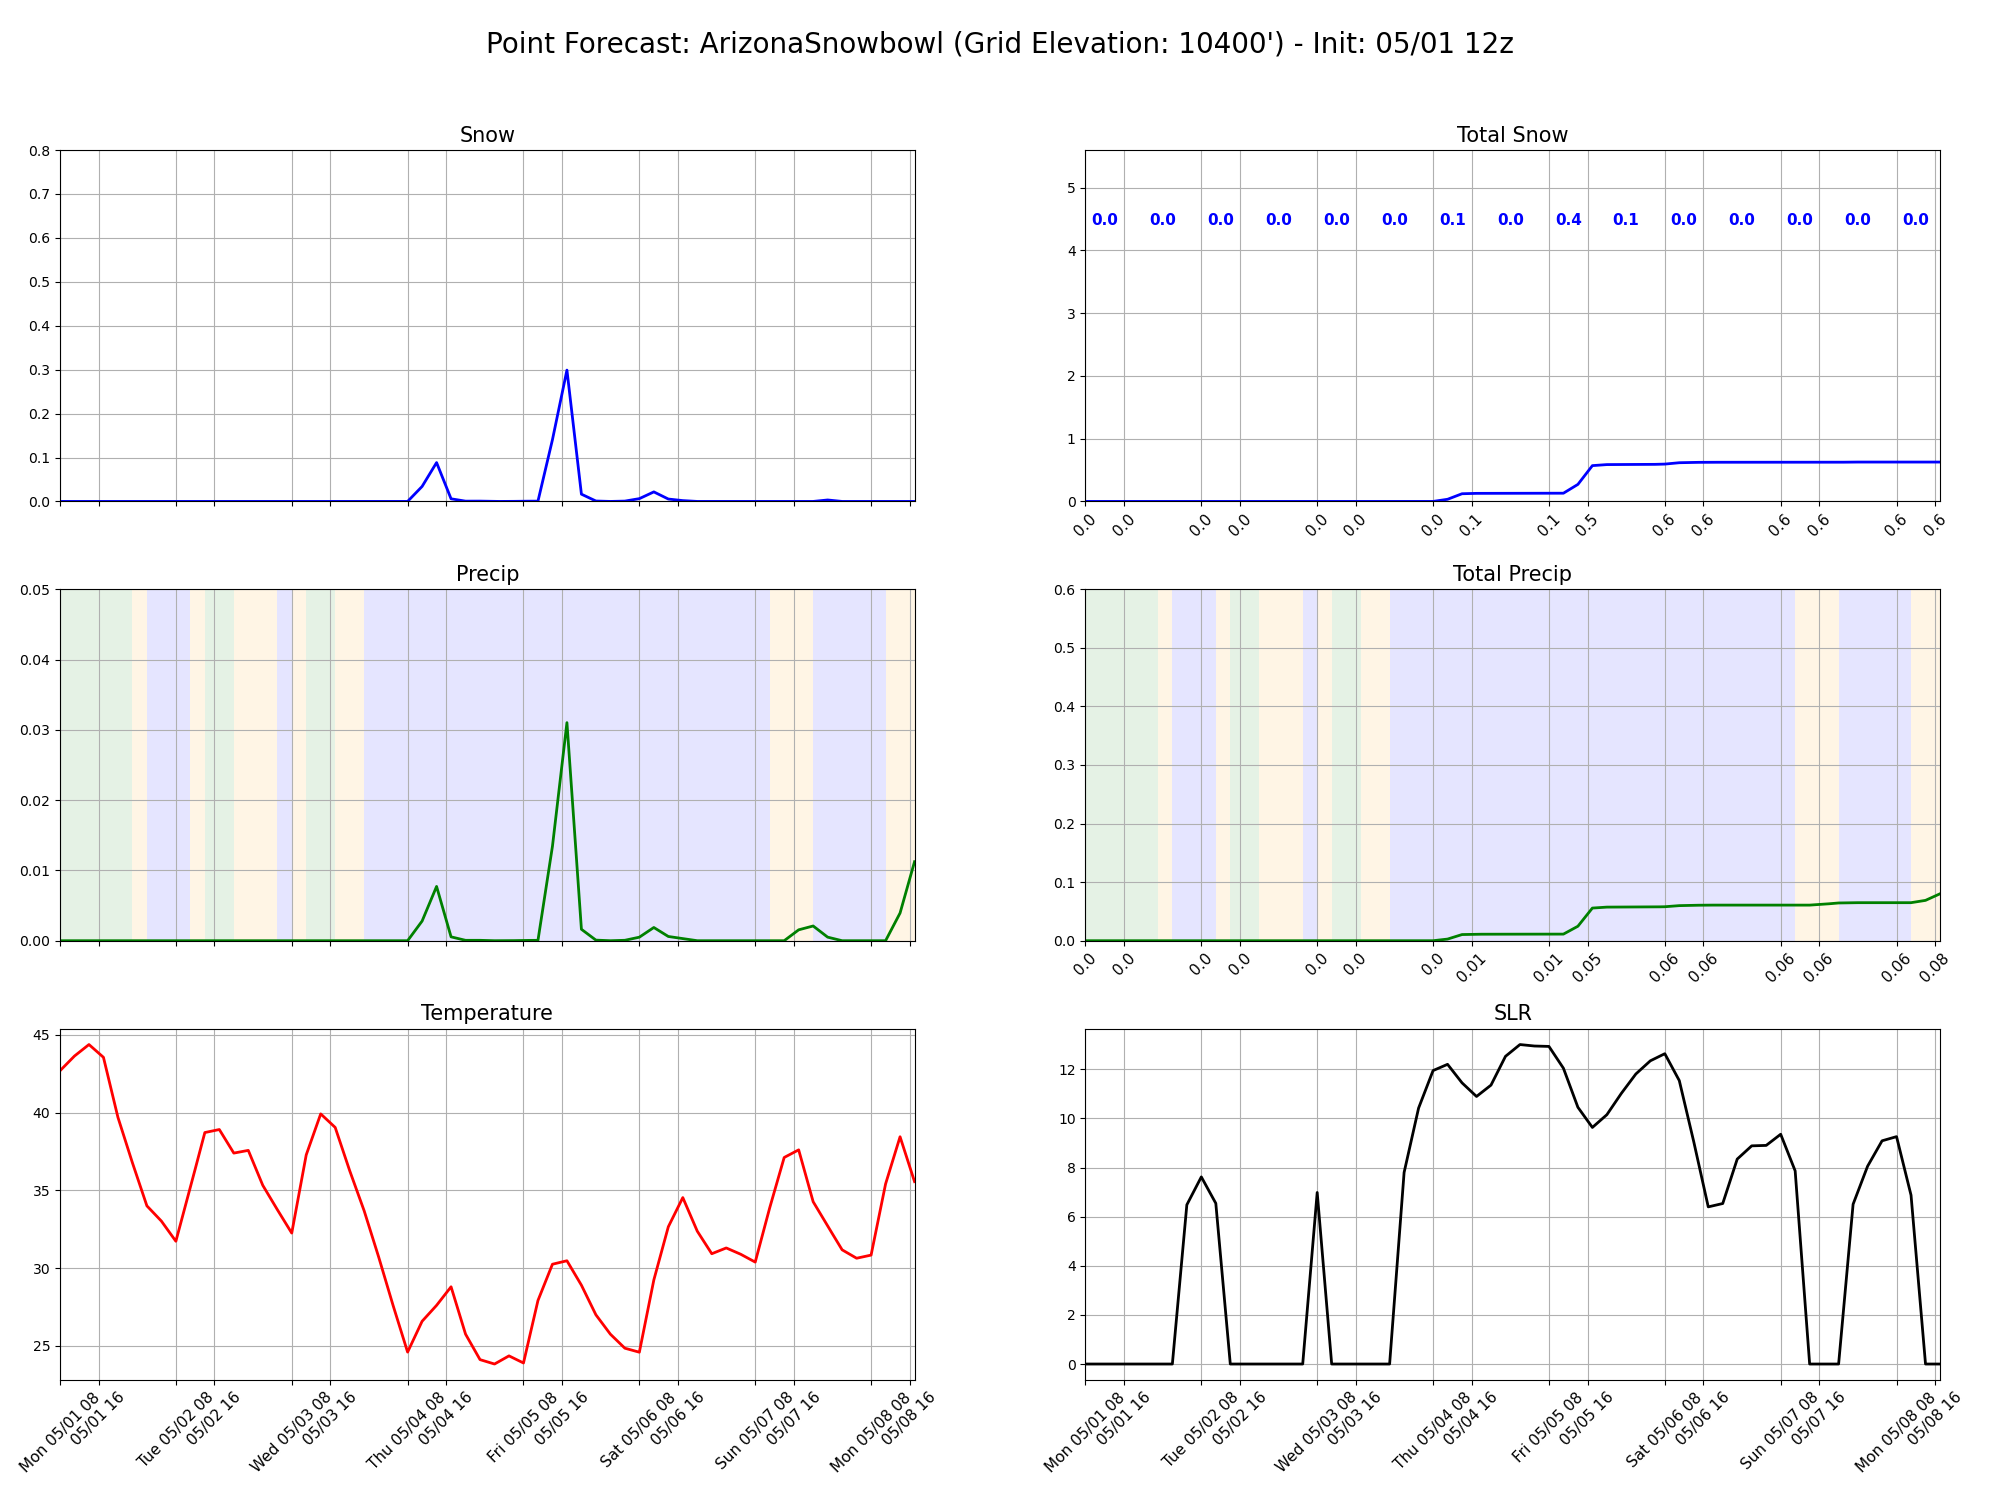 Point Forecast: ArizonaSnowbowl (Grid Elevation: 10400') - Init: 05/01 12z
Snow
0.8
0.7
0.6
0.5
0.4
0.3
0.2
0.1
0.0
Total Snow
5
4
3
2
1
0
0.0 0.0 0.0 0.0 0.0 0.0 0.1 0.0 0.4 0.1 0.0 0.0 0.0 0.0 0.0
0.0 0.0 0.0 0.0 0.0 0.0 0.0 0.1 0.1 0.5 0.6 0.6 0.6 0.6 0.6 0.6
Precip
0.05
0.04
0.03
0.02
0.01
0.00
Total Precip
0.6
0.5
0.4
0.3
0.2
0.1
0.0
0.0 0.0 0.0 0.0 0.0 0.0 0.0 0.01 0.01 0.05 0.06 0.06 0.06 0.06 0.06 0.08
Temperature
45
40
35
30
25
Mon 05/01 08
05/01 16
Tue 05/02 08
05/02 16
Wed 05/03 08
05/03 16
Thu 05/04 08
05/04 16
Fri 05/05 08
05/05 16
Sat 05/06 08
05/06 16
Sun 05/07 08
05/07 16
Mon 05/08 08
05/08 16
SLR
12
10
8
6
4
2
0
Mon 05/01 08
05/01 16
Tue 05/02 08
05/02 16
Wed 05/03 08
05/03 16
Thu 05/04 08
05/04 16
Fri 05/05 08
05/05 16
Sat 05/06 08
05/06 16
Sun 05/07 08
05/07 16
Mon 05/08 08
05/08 16